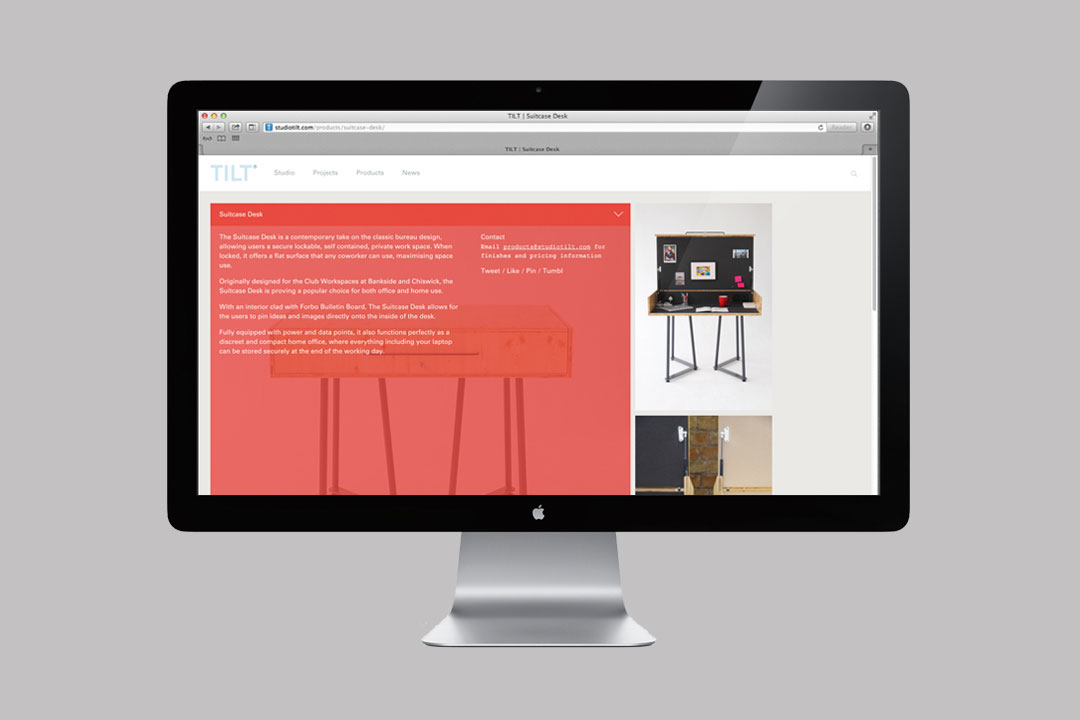 TILT | Suitcase Desk
studiotilt.com/products/suitcase-desk/
Reader
TILT | Suitcase Desk
TILT
Studio
Projects
Products
News
Suitcase Desk
The Suitcase Desk is a contemporary take on the classic bureau design,
allowing users a secure lockable, self contained, private work space. When
locked, it offers a flat surface that any coworker can use, maximising space
use.
Originally designed for the Club Workspaces at Bankside and Chiswick, the
Suitcase Desk is proving a popular choice for both office and home use.
With an interior clad with Forbo Bulletin Board, The Suitcase Desk allows for
the users to pin ideas and images directly onto the inside of the desk.
Fully equipped with power and data points, it also functions perfectly as a
discreet and compact home office, where everything including your laptop
can be stored securely at the end of the working day.
Contact
Email products@studiotilt.com for
finishes and pricing information
Tweet / Like / Pin / Tumbl